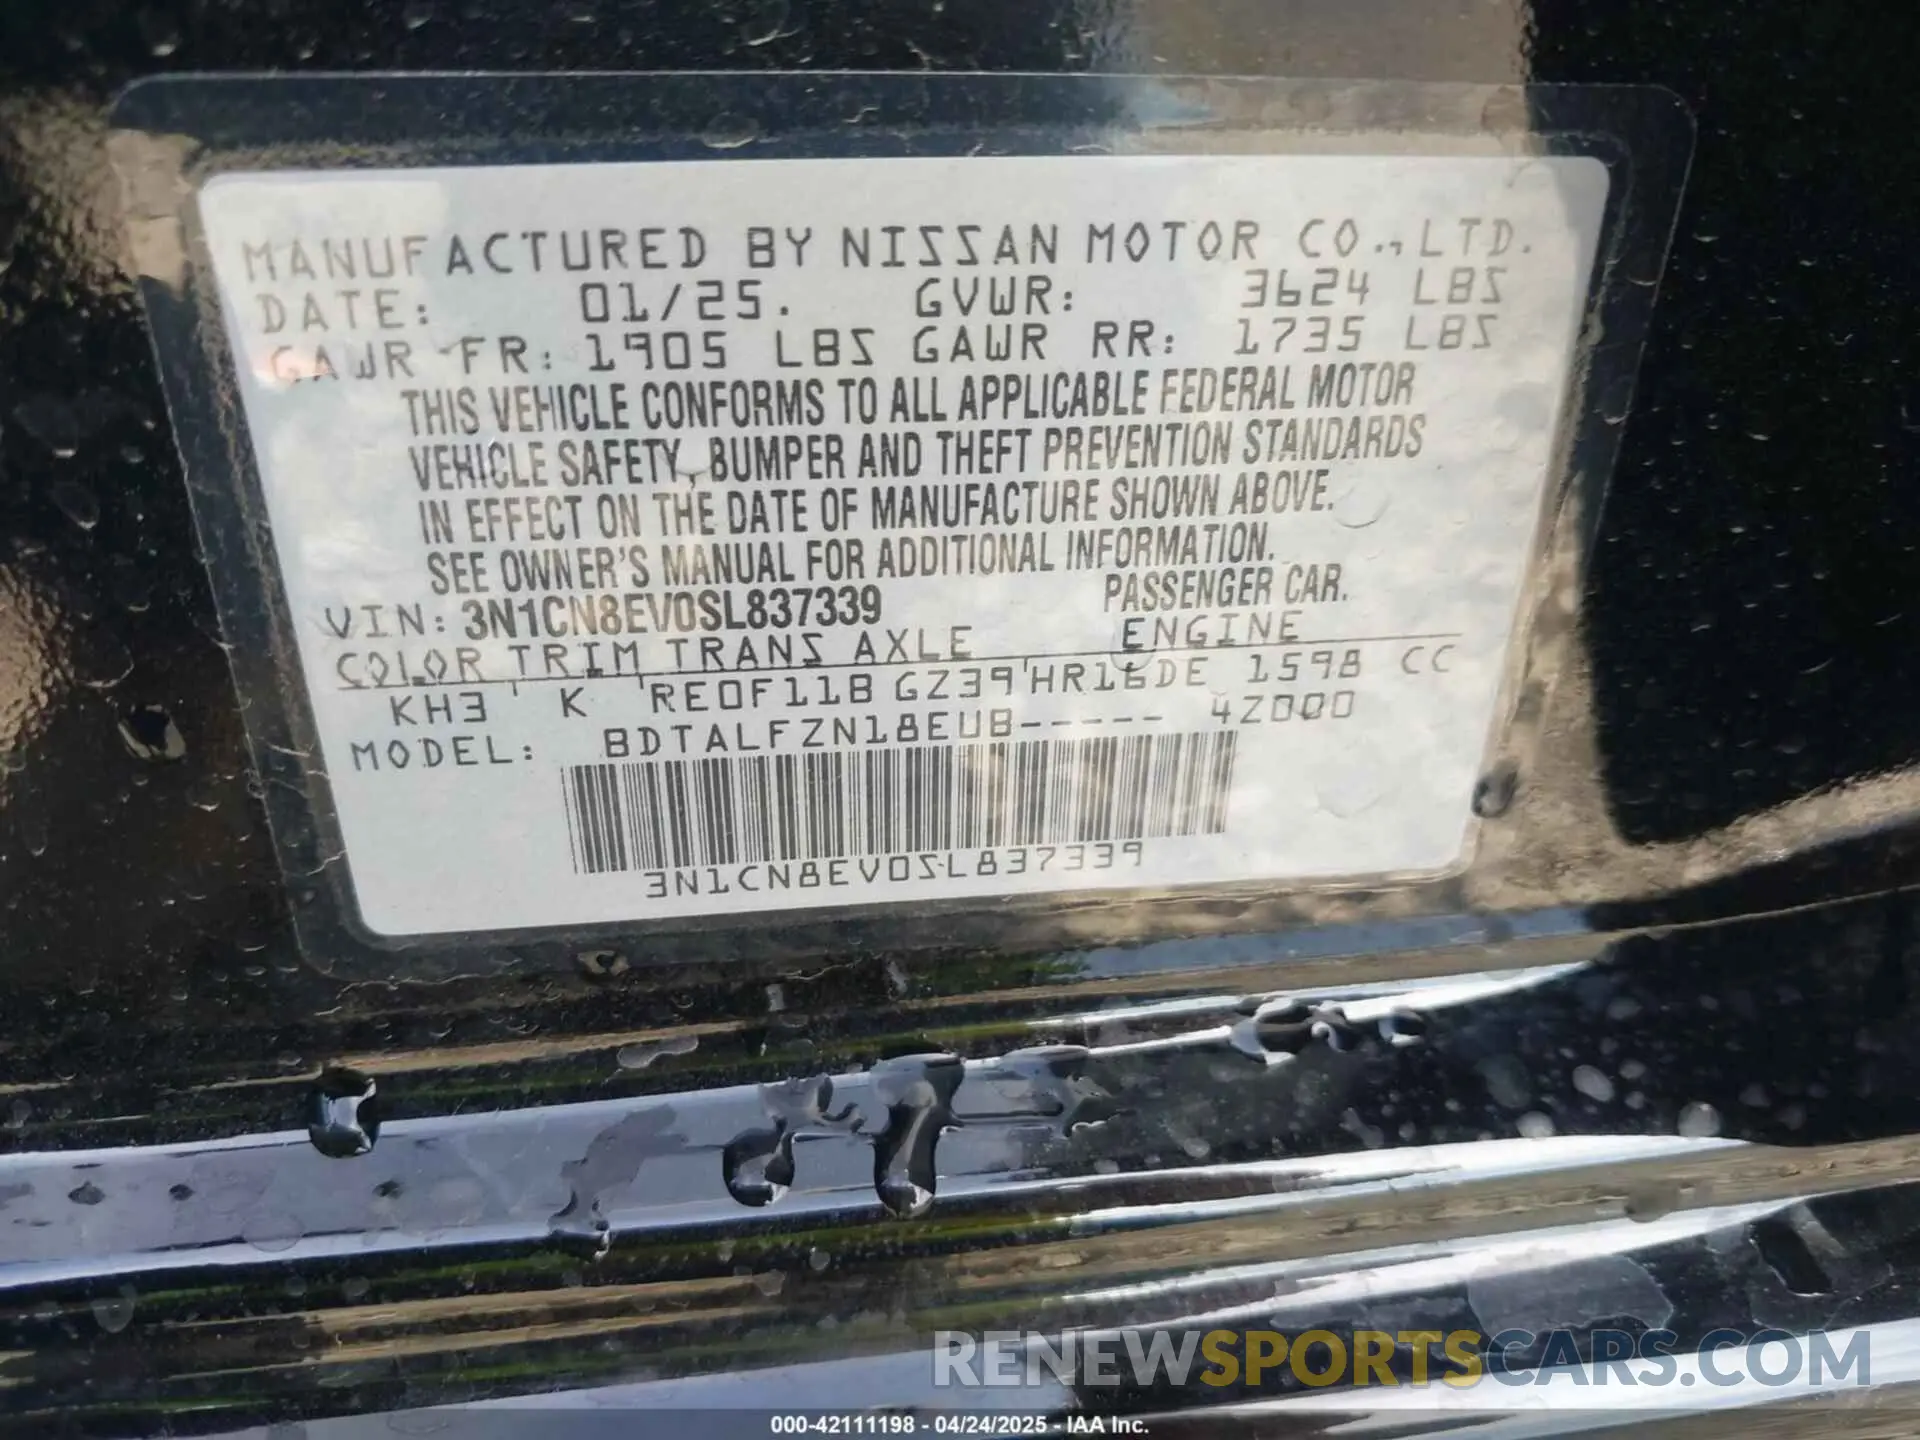 MANUFACTURED BY NISSAN MOTOR CO., LTD.
DATE: 01/25. GVWR: 3624 LBS
GAWR FR: 1905 LBS GAWR RR: 1735 LBS
THIS VEHICLE CONFORMS TO ALL APPLICABLE FEDERAL MOTOR
VEHICLE SAFETY, BUMPER AND THEFT PREVENTION STANDARDS
IN EFFECT ON THE DATE OF MANUFACTURE SHOWN ABOVE.
SEE OWNER'S MANUAL FOR ADDITIONAL INFORMATION.
VIN: 3N1CN8EV0SL837339 PASSENGER CAR.
COLOR TRIM TRANS AXLE ENGINE
KH3 K RE0F11B GZ39 HR16DE 1598 CC
MODEL: BDTALFZN18EUB----- 4Z000
3N1CN8EV0SL837339
RENEWSPORTSCARS.COM
000-42111198 - 04/24/2025 - IAA Inc.